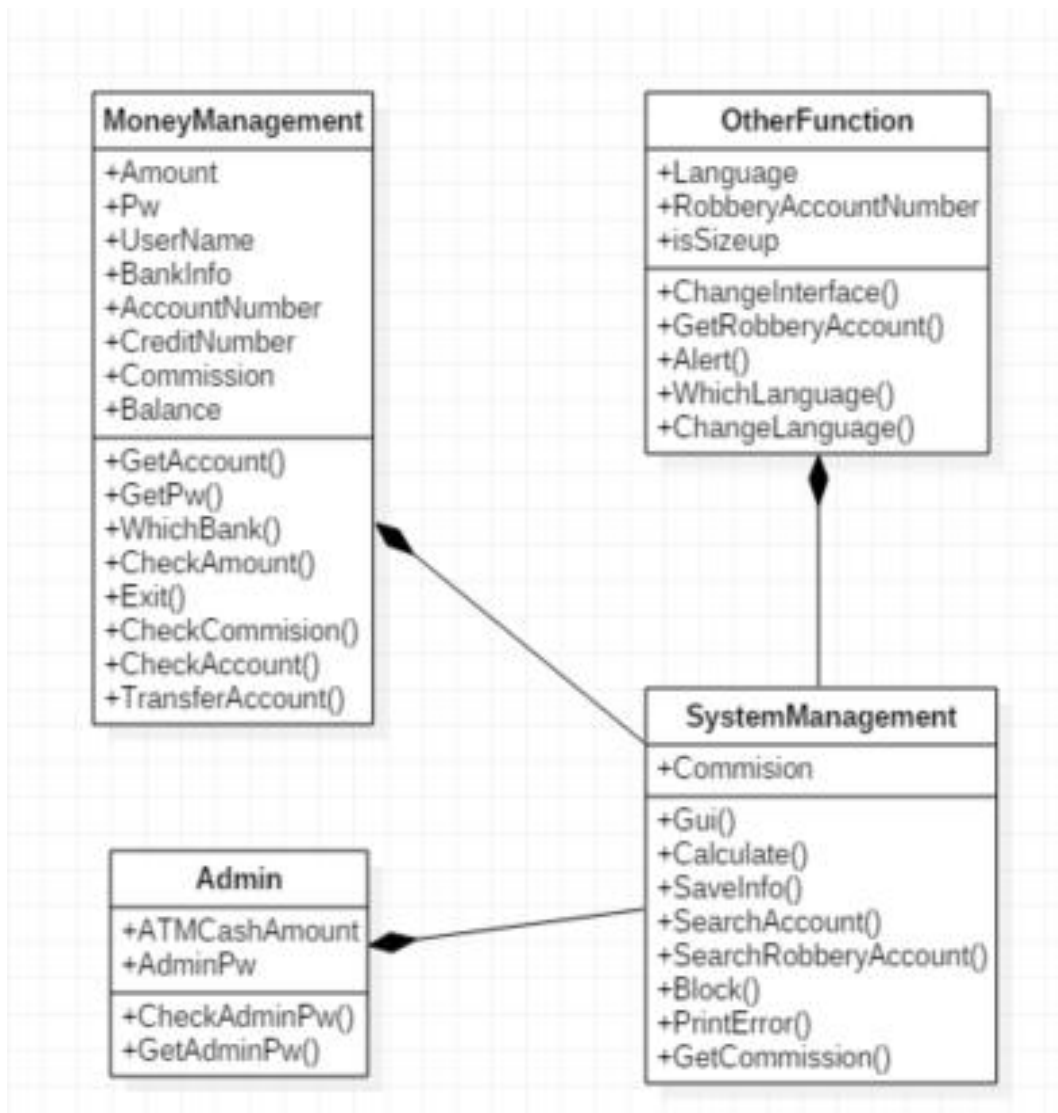 MoneyManagement
+Amount
+Pw
+UserName
+BankInfo
+AccountNumber
+CreditNumber
+Commission
+Balance
+GetAccount()
+GetPw()
+WhichBank()
+CheckAmount()
+Exit()
+CheckCommision()
+CheckAccount()
+TransferAccount()
OtherFunction
+Language
+RobberyAccountNumber
+isSizeup
+ChangeInterface()
+GetRobberyAccount()
+Alert()
+WhichLanguage()
+ChangeLanguage()
Admin
+ATMCashAmount
+AdminPw
+CheckAdminPw()
+GetAdminPw()
SystemManagement
+Commision
+Gui()
+Calculate()
+SaveInfo()
+SearchAccount()
+SearchRobberyAccount()
+Block()
+PrintError()
+GetCommission()